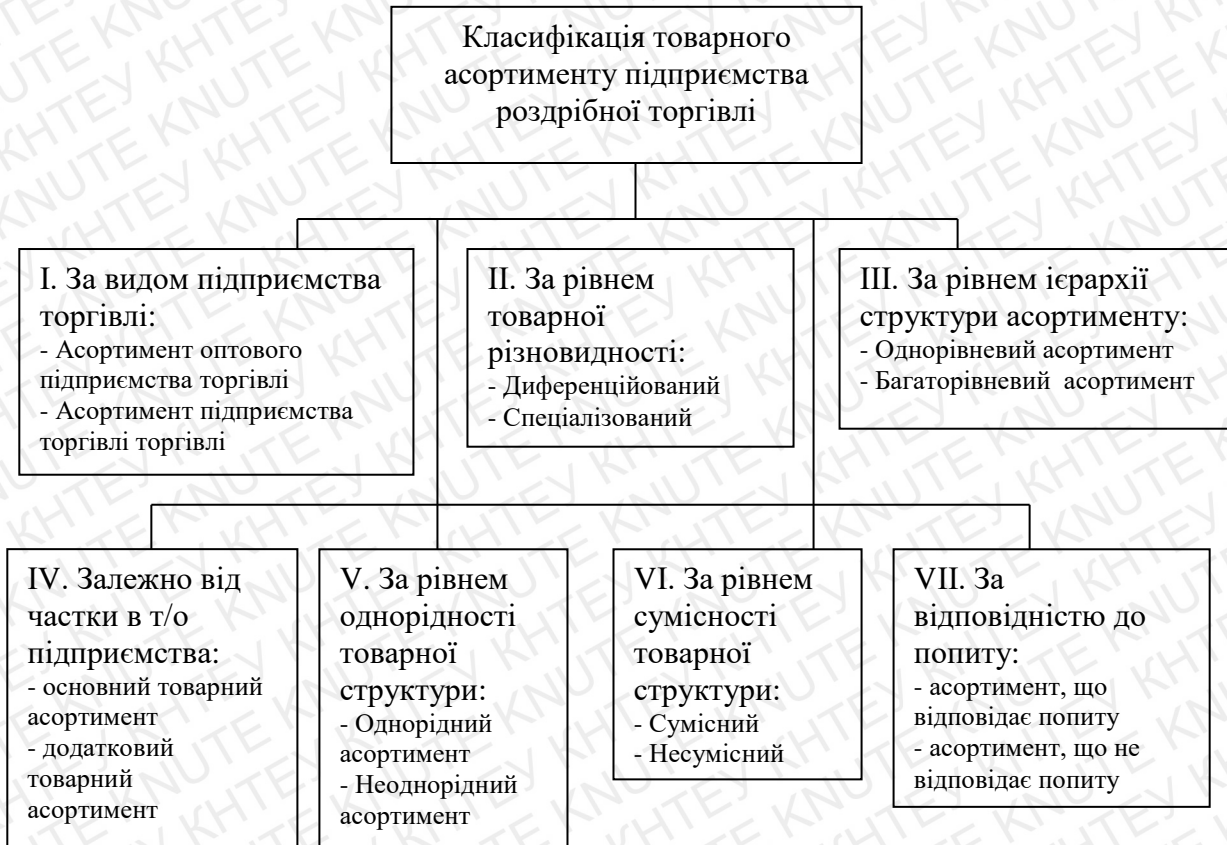 Класифікація товарного
асортименту підприємства
роздрібної торгівлі
І. За видом підприємства
торгівлі:
- Асортимент оптового
підприємства торгівлі
- Асортимент підприємства
торгівлі торгівлі
ІІ. За рівнем
товарної
різновидності:
- Диференційований
- Спеціалізований
ІІІ. За рівнем ієрархії
структури асортименту:
- Однорівневий асортимент
- Багаторівневий асортимент
IV. Залежно від
частки в т/о
підприємства:
- основний товарний
асортимент
- додатковий
товарний
асортимент
V. За рівнем
однорідності
товарної
структури:
- Однорідний
асортимент
- Неоднорідний
асортимент
VI. За рівнем
сумісності
товарної
структури:
- Сумісний
- Несумісний
VII. За
відповідністю до
попиту:
- асортимент, що
відповідає попиту
- асортимент, що не
відповідає попиту